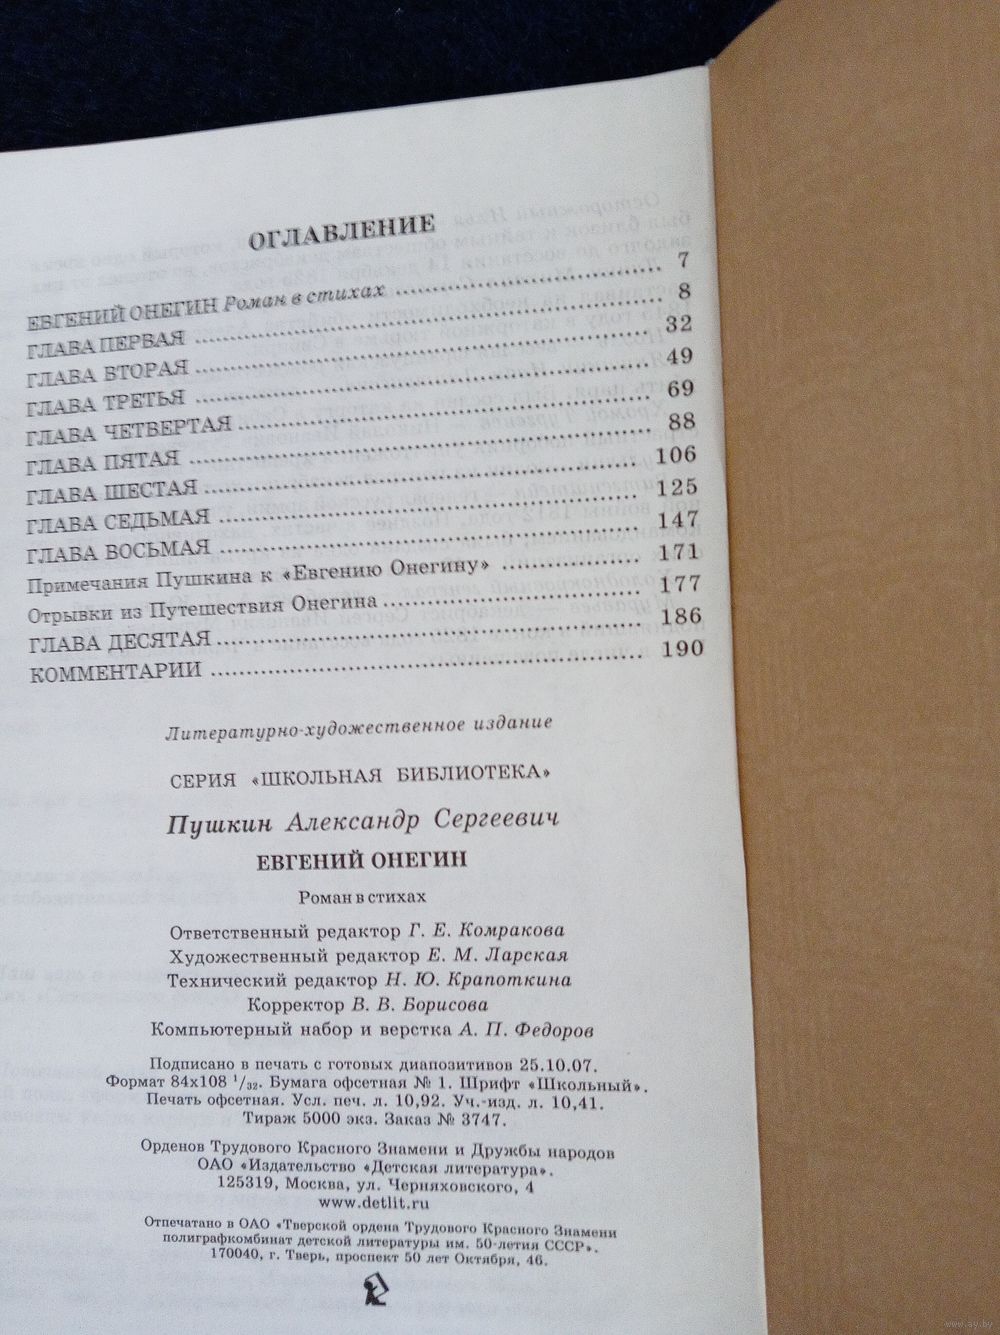 ОГЛАВЛЕНИЕ
ЕВГЕНИЙ ОНЕГИН Роман в стихах ........ 7
ГЛАВА ПЕРВАЯ ........ 8
ГЛАВА ВТОРАЯ ........ 32
ГЛАВА ТРЕТЬЯ ........ 49
ГЛАВА ЧЕТВЕРТАЯ ........ 69
ГЛАВА ПЯТАЯ ........ 88
ГЛАВА ШЕСТАЯ ........ 106
ГЛАВА СЕДЬМАЯ ........ 125
ГЛАВА ВОСЬМАЯ ........ 147
Примечания Пушкина к «Евгению Онегину» ........ 171
Отрывки из Путешествия Онегина ........ 177
ГЛАВА ДЕСЯТАЯ ........ 186
КОММЕНТАРИИ ........ 190
Литературно-художественное издание
СЕРИЯ «ШКОЛЬНАЯ БИБЛИОТЕКА»
Пушкин Александр Сергеевич
ЕВГЕНИЙ ОНЕГИН
Роман в стихах
Ответственный редактор Г. Е. Комракова
Художественный редактор Е. М. Ларская
Технический редактор Н. Ю. Крапоткина
Корректор В. В. Борисова
Компьютерный набор и верстка А. П. Федоров
Подписано в печать с готовых диапозитивов 25.10.07.
Формат 84х108 1/32. Бумага офсетная № 1. Шрифт «Школьный».
Печать офсетная. Усл. печ. л. 10,92. Уч.-изд. л. 10,41.
Тираж 5000 экз. Заказ № 3747.
Орденов Трудового Красного Знамени и Дружбы народов
ОАО «Издательство «Детская литература».
125319, Москва, ул. Черняховского, 4
www.detlit.ru
Отпечатано в ОАО «Тверской ордена Трудового Красного Знамени
полиграфкомбинат детской литературы им. 50-летия СССР».
170040, г. Тверь, проспект 50 лет Октября, 46.
www.ay.by